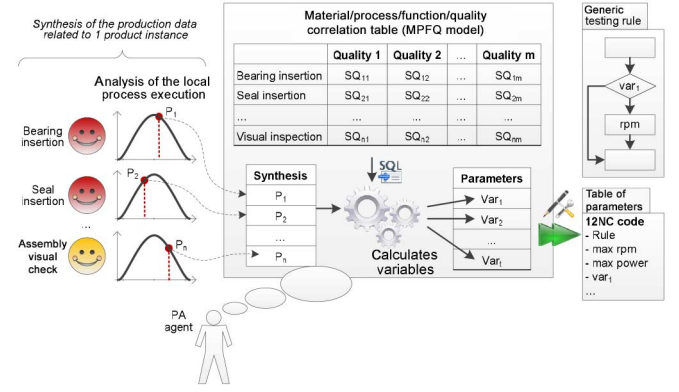 Synthesis of the production data
related to 1 product instance
Analysis of the local
process execution
Bearing
insertion
P1
Seal
insertion
P2
...
Assembly
visual
check
Pn
Material/process/function/quality
correlation table (MPFQ model)
Quality 1 Quality 2 ... Quality m
Bearing insertion SQ11 SQ12 ... SQ1m
Seal insertion SQ21 SQ22 ... SQ2m
... ... ... ...
Visual inspection SQn1 SQn2 ... SQnm
SQL
Synthesis
P1
P2
...
Pn
Calculates
variables
Parameters
Var1
Var2
...
Vart
PA
agent
Generic
testing rule
var1
rpm
Table of
parameters
12NC code
- Rule
- max rpm
- max power
- var1
...